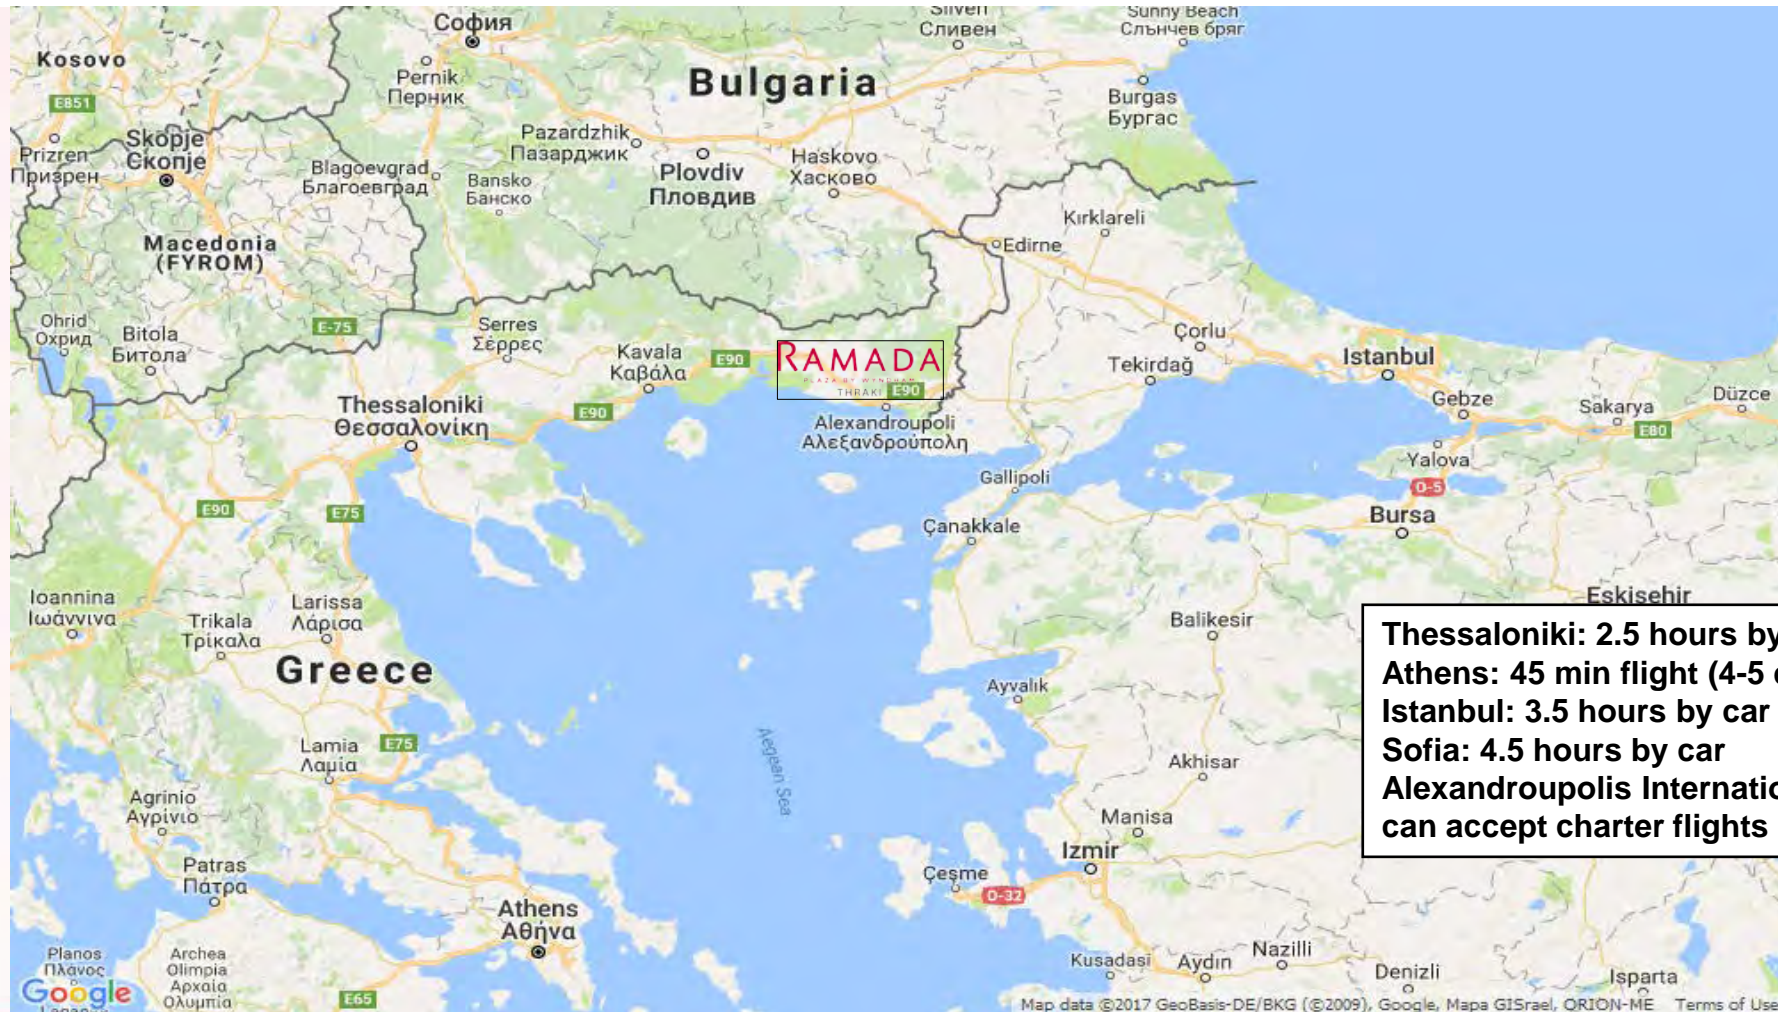 София
Sliven
Сливен
Sunny Beach
Слънчев бряг
Kosovo
E851
Pernik
Перник
Bulgaria
Burgas
Бургас
Prizren
Призрен
Skopje
Скопје
Blagoevgrad
Благоевград
Bansko
Банско
Pazardzhik
Пазарджик
Plovdiv
Пловдив
Haskovo
Хасково
Kırklareli
Edirne
Macedonia
(FYROM)
Ohrid
Охрид
Bitola
Битола
E-75
Serres
Σέρρες
Kavala
Καβάλα
E90
RAMADA
PLAZA BY WYNDHAM
THRAKI
E90
Alexandroupoli
Αλεξανδρούπολη
Çorlu
Tekirdağ
Istanbul
Gebze
Sakarya
Düzce
E80
Yalova
O-5
Bursa
Thessaloniki
Θεσσαλονίκη
E90
Gallipoli
Çanakkale
E90
E75
Ioannina
Ιωάννινα
Trikala
Τρίκαλα
Larissa
Λάρισα
Greece
Balikesir
Eskisehir
Ayvalık
Aegean Sea
Lamia
Λαμία
E75
Akhisar
Agrinio
Αγρίνιο
Manisa
Izmir
Patras
Πάτρα
Çeşme
O-32
Athens
Αθήνα
Planos
Πλάνος
Archea
Olimpia
Αρχαία
Ολυμπία
E65
Kusadasi
Aydın
Nazilli
Denizli
Isparta
Thessaloniki: 2.5 hours by
Athens: 45 min flight (4-5
Istanbul: 3.5 hours by car
Sofia: 4.5 hours by car
Alexandroupolis Internatio
can accept charter flights
Google
Map data ©2017 GeoBasis-DE/BKG (©2009), Google, Mapa GISrael, ORION-ME Terms of Use